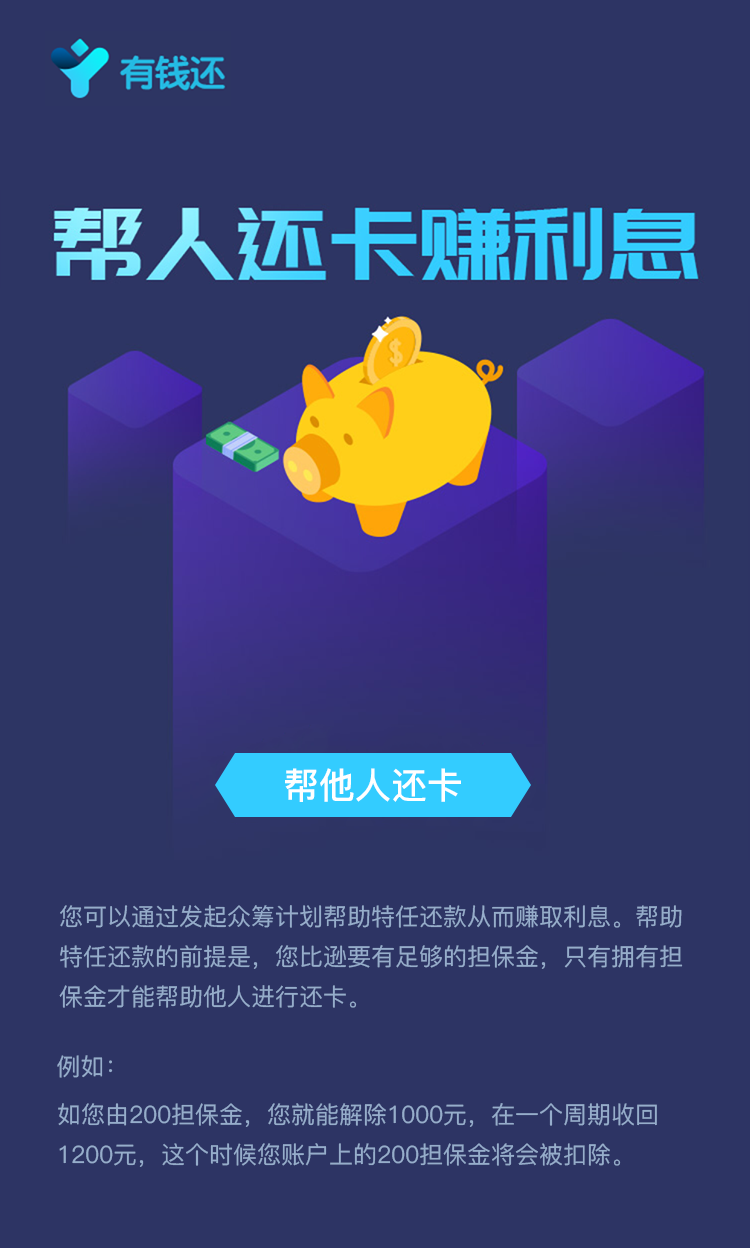 有钱还
帮人还卡赚利息
帮他人还卡
您可以通过发起众筹计划帮助特任还款从而赚取利息。帮助
特任还款的前提是，您比逊要有足够的担保金，只有拥有担
保金才能帮助他人进行还卡。
例如：
如您由200担保金，您就能解除1000元，在一个周期收回
1200元，这个时候您账户上的200担保金将会被扣除。